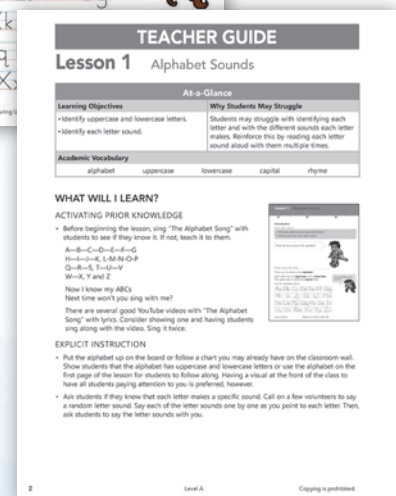 TEACHER GUIDE
Lesson 1 Alphabet Sounds
At-a-Glance
Learning Objectives
Why Students May Struggle
• Identify uppercase and lowercase letters.
• Identify each letter sound.
Students may struggle with identifying each
letter and with the different sounds each letter
makes. Reinforce this by reading each letter
sound aloud with them multiple times.
Academic Vocabulary
alphabet uppercase lowercase capital rhyme
WHAT WILL I LEARN?
ACTIVATING PRIOR KNOWLEDGE
• Before beginning the lesson, sing "The Alphabet Song" with
students to see if they know it. If not, teach it to them.
A—B—C—D—E—F—G
H—I—J—K, L-M-N-O-P
Q—R—S, T—U—V
W—X, Y and Z
Now I know my ABCs
Next time won't you sing with me?
There are several good YouTube videos with "The Alphabet
Song" with lyrics. Consider showing one and having students
sing along with the video. Sing it twice.
EXPLICIT INSTRUCTION
• Put the alphabet up on the board or follow a chart you may already have on the classroom wall.
Show students that the alphabet has uppercase and lowercase letters or use the alphabet on the
first page of the lesson for students to follow along. Having a visual at the front of the class to
have all students paying attention to you is preferred, however.
• Ask students if they know that each letter makes a specific sound. Call on a few volunteers to say
a random letter sound. Say each of the letter sounds one by one as you point to each letter. Then,
ask students to say the letter sounds with you.
2 Level A Copying is prohibited.